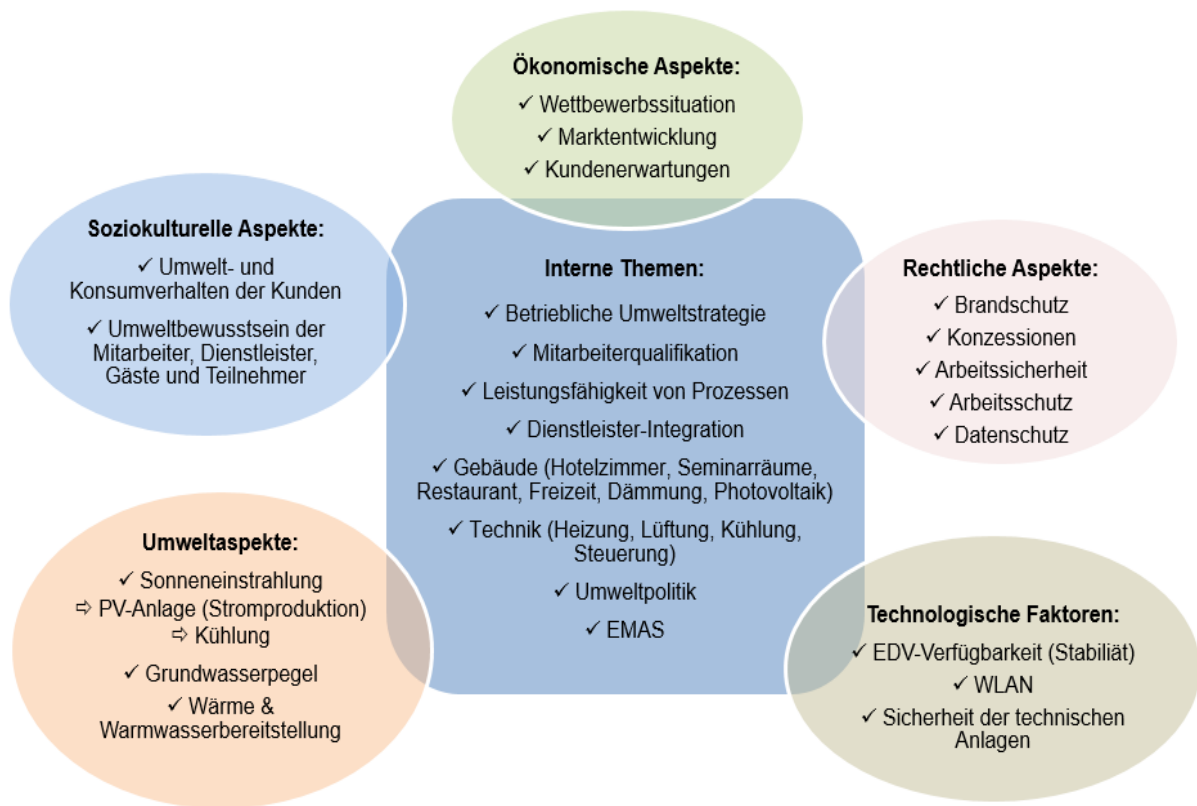 Ökonomische Aspekte:
✓ Wettbewerbssituation
✓ Marktentwicklung
✓ Kundenerwartungen
Soziokulturelle Aspekte:
✓ Umwelt- und
Konsumverhalten der Kunden
✓ Umweltbewusstsein der
Mitarbeiter, Dienstleister,
Gäste und Teilnehmer
Interne Themen:
✓ Betriebliche Umweltstrategie
✓ Mitarbeiterqualifikation
✓ Leistungsfähigkeit von Prozessen
✓ Dienstleister-Integration
✓ Gebäude (Hotelzimmer, Seminarräume,
Restaurant, Freizeit, Dämmung, Photovoltaik)
✓ Technik (Heizung, Lüftung, Kühlung,
Steuerung)
✓ Umweltpolitik
✓ EMAS
Rechtliche Aspekte:
✓ Brandschutz
✓ Konzessionen
✓ Arbeitssicherheit
✓ Arbeitsschutz
✓ Datenschutz
Umweltaspekte:
✓ Sonneneinstrahlung
⇨ PV-Anlage (Stromproduktion)
⇨ Kühlung
✓ Grundwasserpegel
✓ Wärme &
Warmwasserbereitstellung
Technologische Faktoren:
✓ EDV-Verfügbarkeit (Stabiliät)
✓ WLAN
✓ Sicherheit der technischen
Anlagen